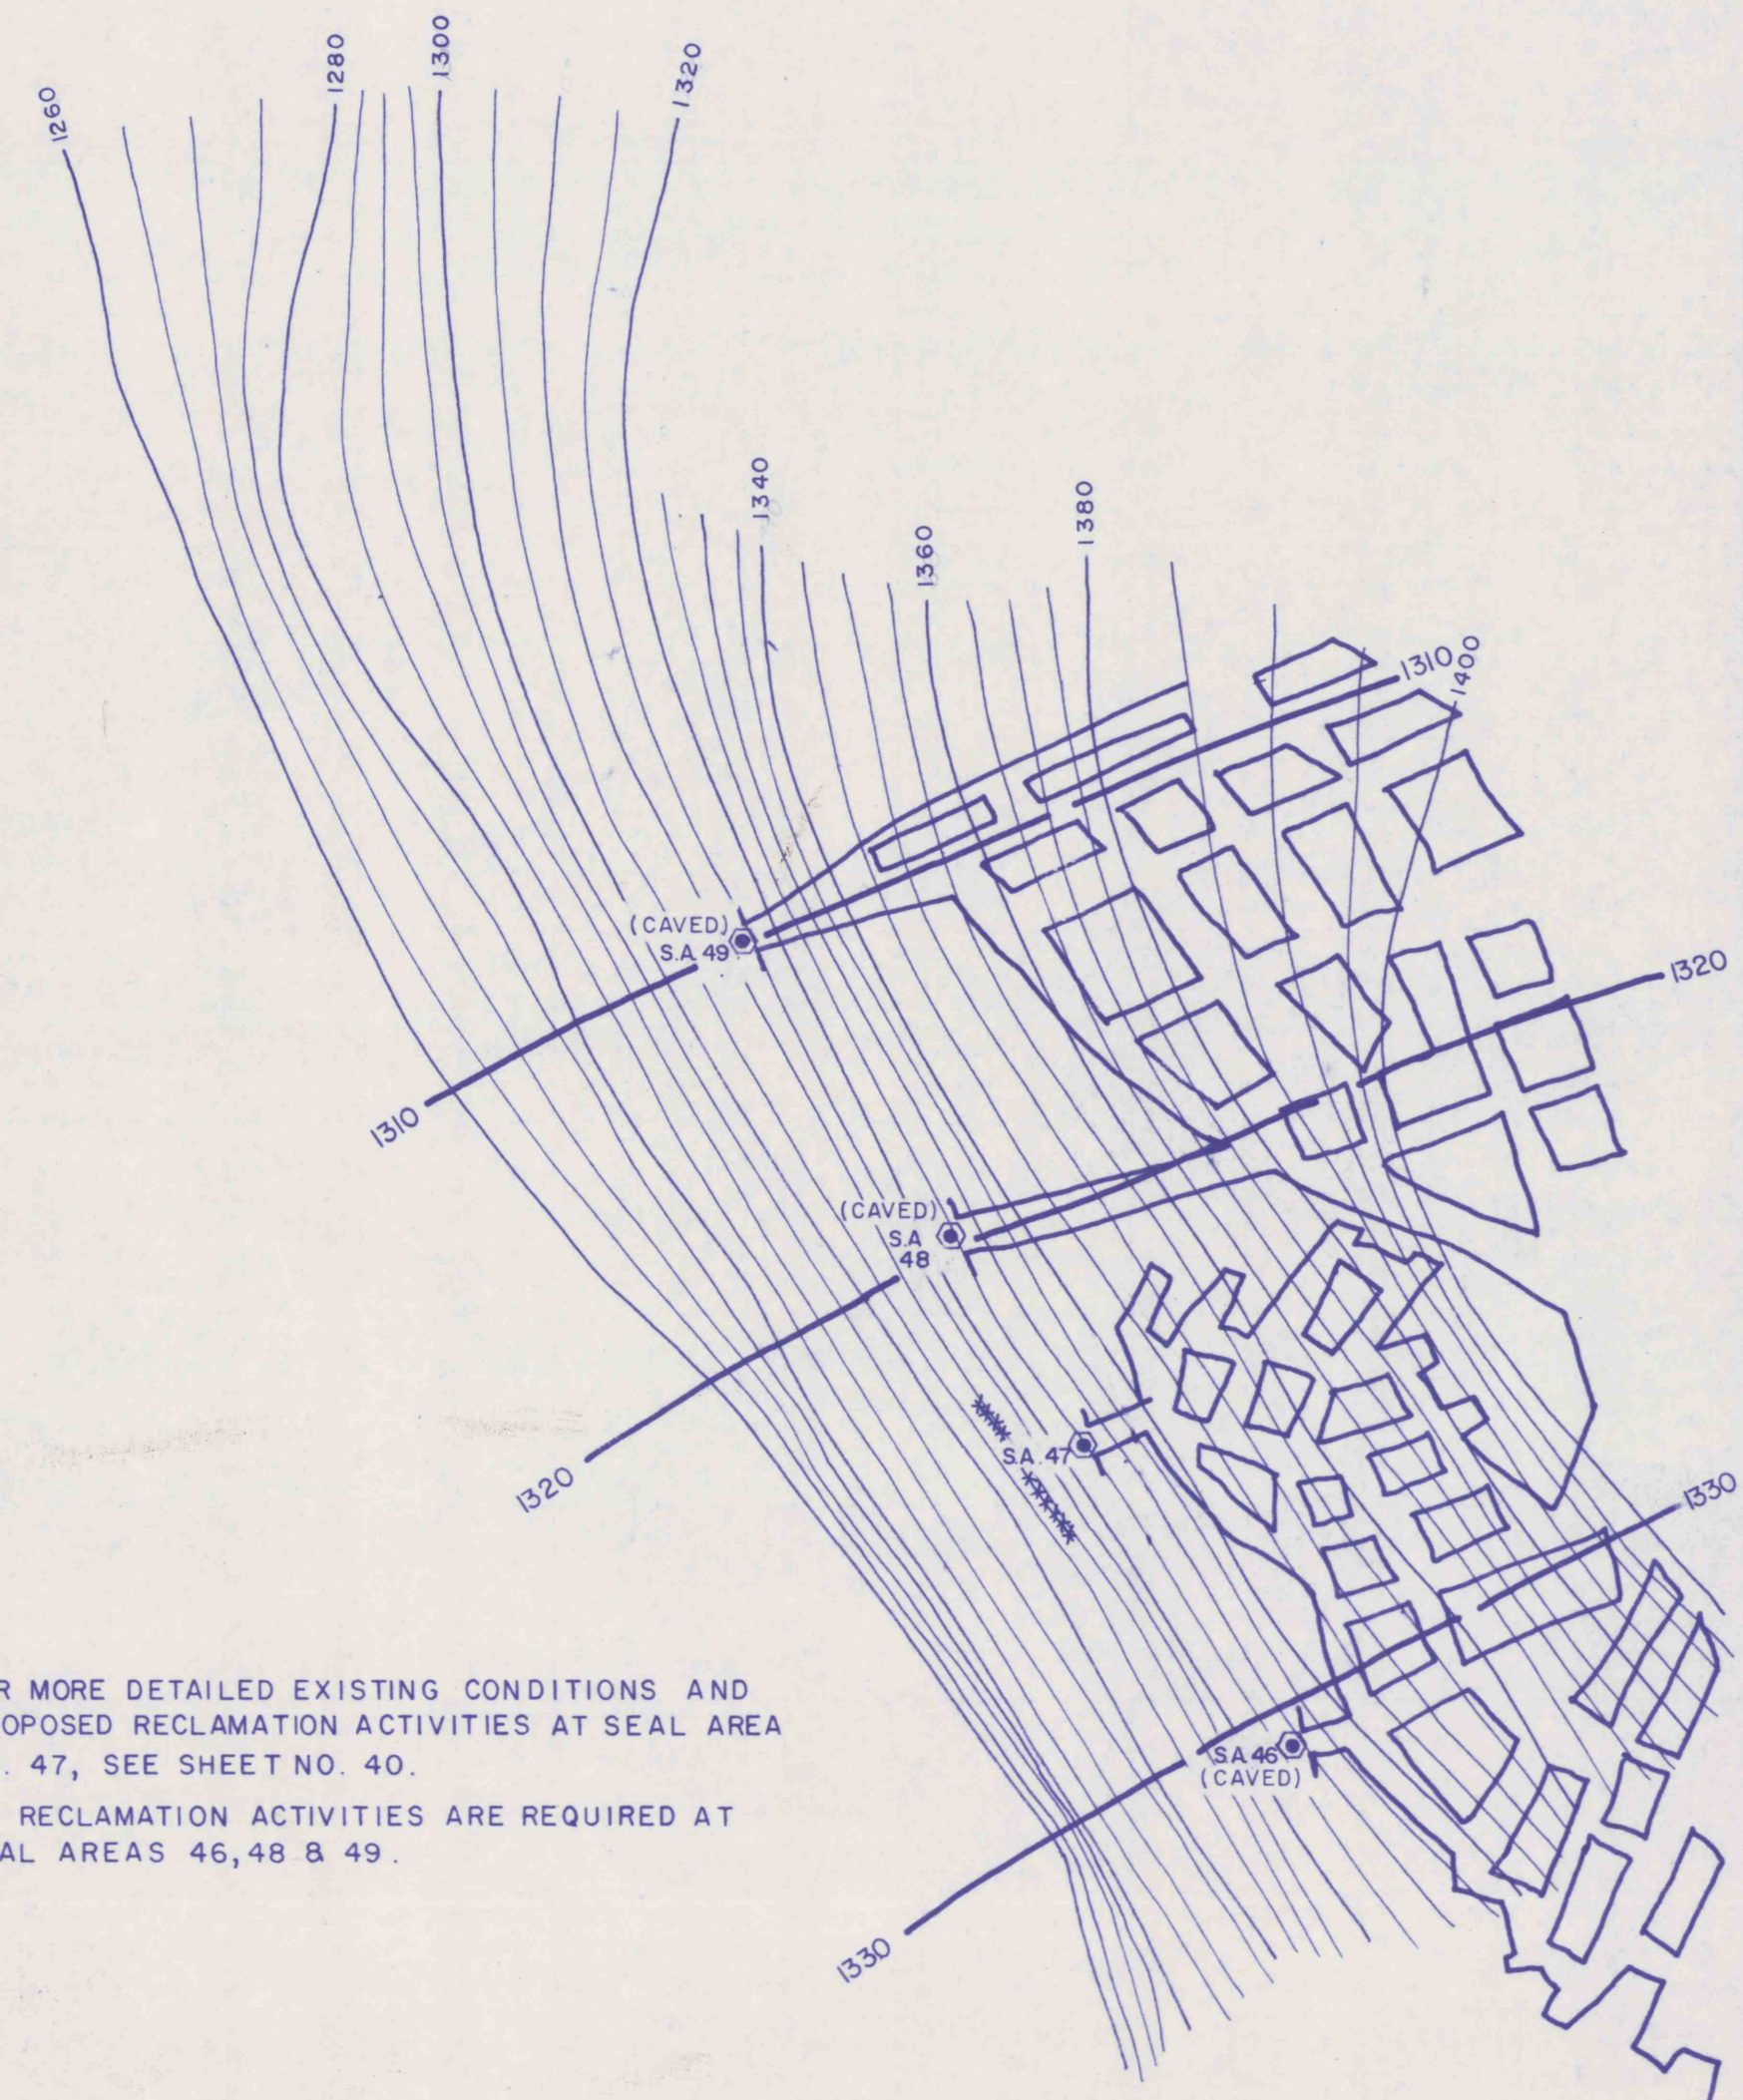 1260
1280
1300
1320
1340
1360
1380
1310
1400
(CAVED)
S.A. 49
1320
1310
(CAVED)
S.A
48
S.A. 47
1320
1330
S.A. 46
(CAVED)
1330
R MORE DETAILED EXISTING CONDITIONS AND
OPOSED RECLAMATION ACTIVITIES AT SEAL AREA
. 47, SEE SHEET NO. 40.
RECLAMATION ACTIVITIES ARE REQUIRED AT
AL AREAS 46, 48 & 49.